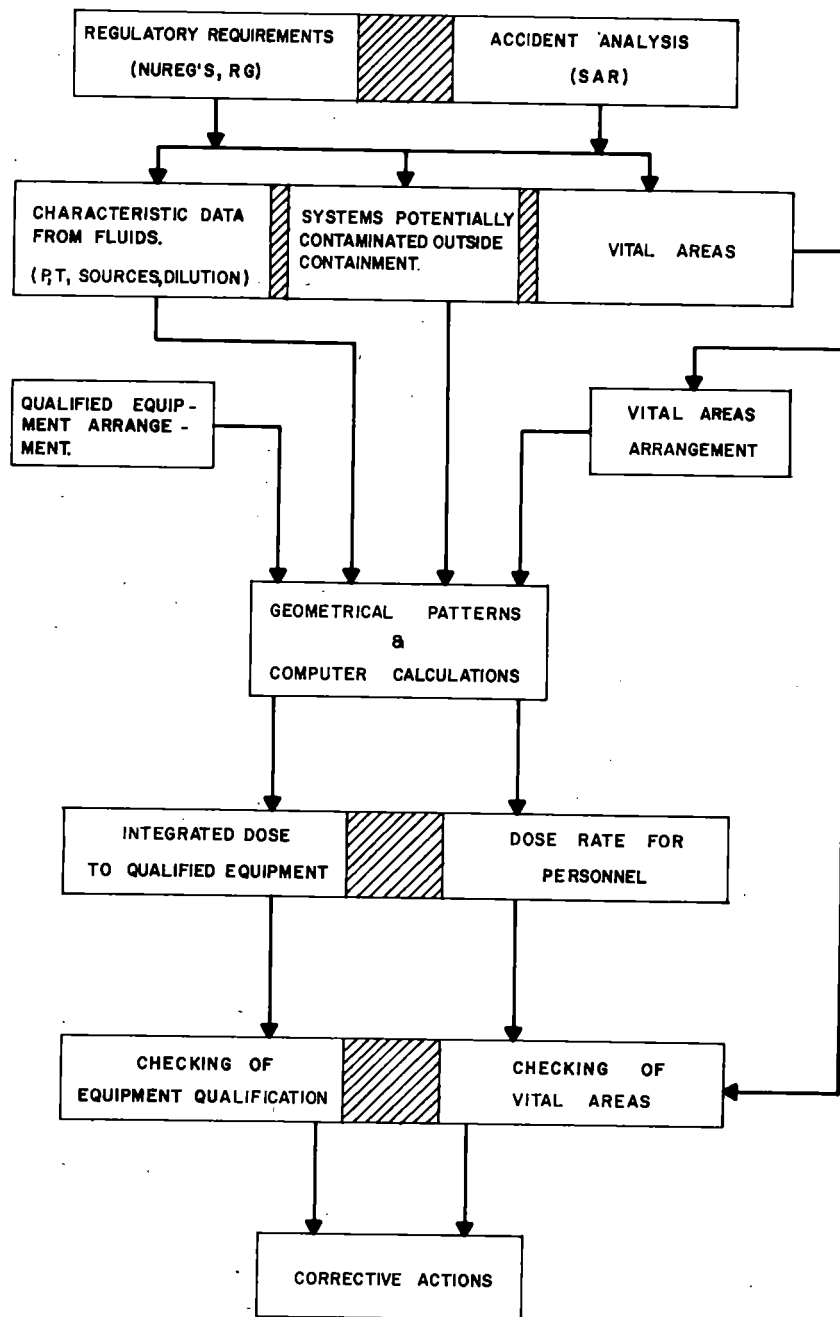 REGULATORY REQUIREMENTS
(NUREG'S, RG)
ACCIDENT ANALYSIS
(SAR)
CHARACTERISTIC DATA
FROM FLUIDS.
(P,T, SOURCES,DILUTION)
SYSTEMS POTENTIALLY
CONTAMINATED OUTSIDE
CONTAINMENT.
VITAL AREAS
QUALIFIED EQUIP-
MENT ARRANGE-
MENT.
VITAL AREAS
ARRANGEMENT
GEOMETRICAL PATTERNS
&
COMPUTER CALCULATIONS
INTEGRATED DOSE
TO QUALIFIED EQUIPMENT
DOSE RATE FOR
PERSONNEL
CHECKING OF
EQUIPMENT QUALIFICATION
CHECKING OF
VITAL AREAS
CORRECTIVE ACTIONS